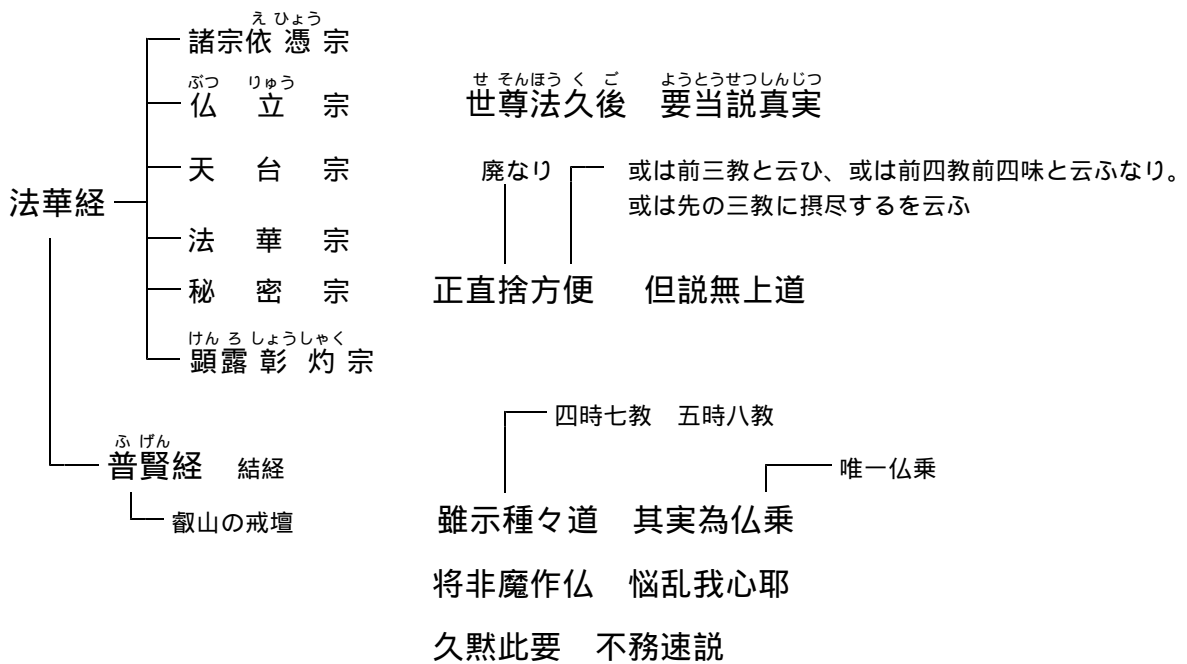 えひょう
諸宗依憑宗
ぶつ りゅう
仏立宗
せそんほうくご ようとうせつしんじつ
世尊法久後 要当説真実
天台宗
廃なり
或は前三教と云ひ、或は前四教前四味と云ふなり。
或は先の三教に摂尽するを云ふ
法華経
法華宗
秘密宗
正直捨方便 但説無上道
けんろしょうしゃく
顕露彰灼宗
四時七教 五時八教
ふげん
普賢経 結経
唯一仏乗
叡山の戒壇
雖示種々道 其実為仏乗
将非魔作仏 悩乱我心耶
久黙此要 不務速説